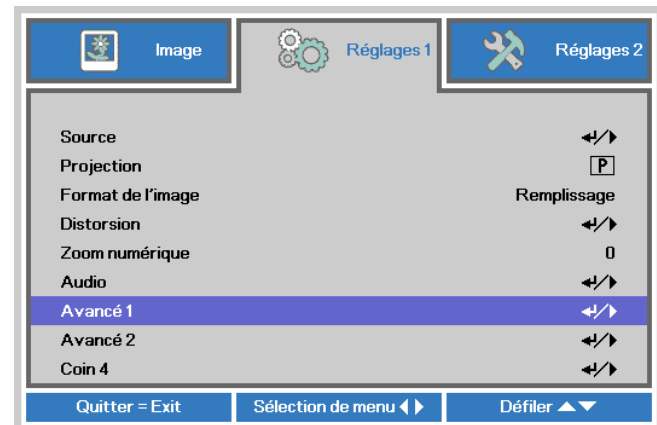 Image Réglages 1 Réglages 2
Source
Projection P
Format de l'image Remplissage
Distorsion
Zoom numérique 0
Audio
Avancé 1
Avancé 2
Coin 4
Quitter = Exit Sélection de menu Défiler